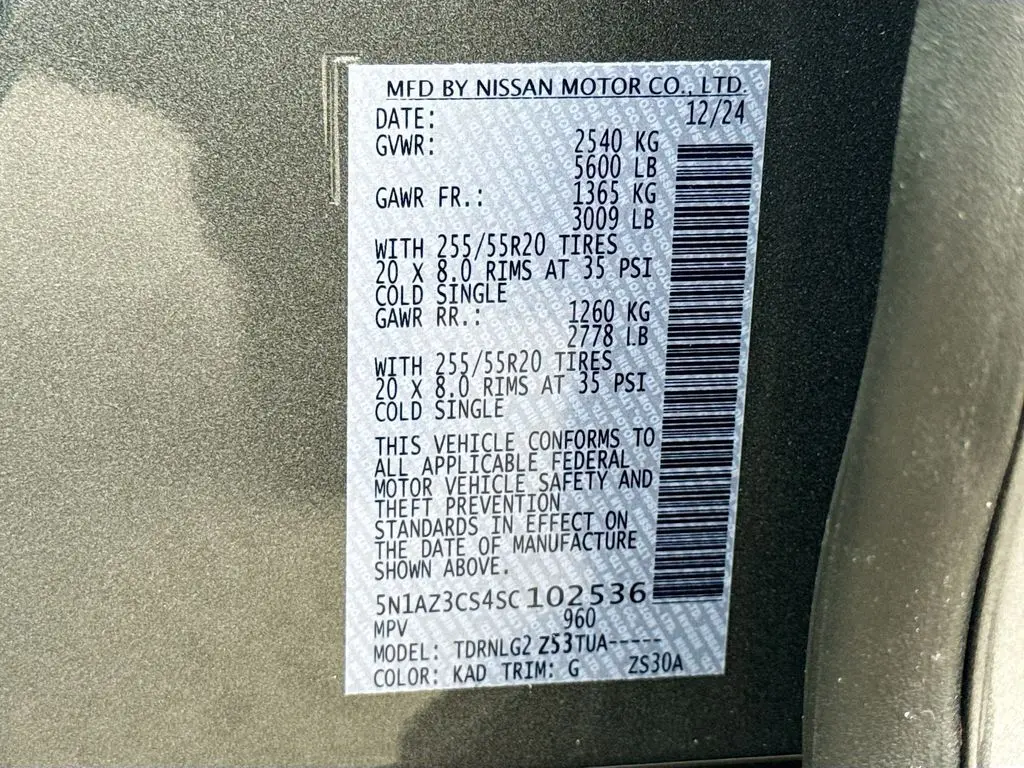 MFD BY NISSAN MOTOR CO., LTD.
DATE: 12/24
GVWR: 2540 KG
5600 LB
GAWR FR.: 1365 KG
3009 LB
WITH 255/55R20 TIRES
20 X 8.0 RIMS AT 35 PSI
COLD SINGLE
GAWR RR.: 1260 KG
2778 LB
WITH 255/55R20 TIRES
20 X 8.0 RIMS AT 35 PSI
COLD SINGLE
THIS VEHICLE CONFORMS TO
ALL APPLICABLE FEDERAL
MOTOR VEHICLE SAFETY AND
THEFT PREVENTION
STANDARDS IN EFFECT ON
THE DATE OF MANUFACTURE
SHOWN ABOVE.
5N1AZ3CS4SC102536
MPV 960
MODEL: TDRNLG2 Z53TUA-----
COLOR: KAD TRIM: G ZS30A